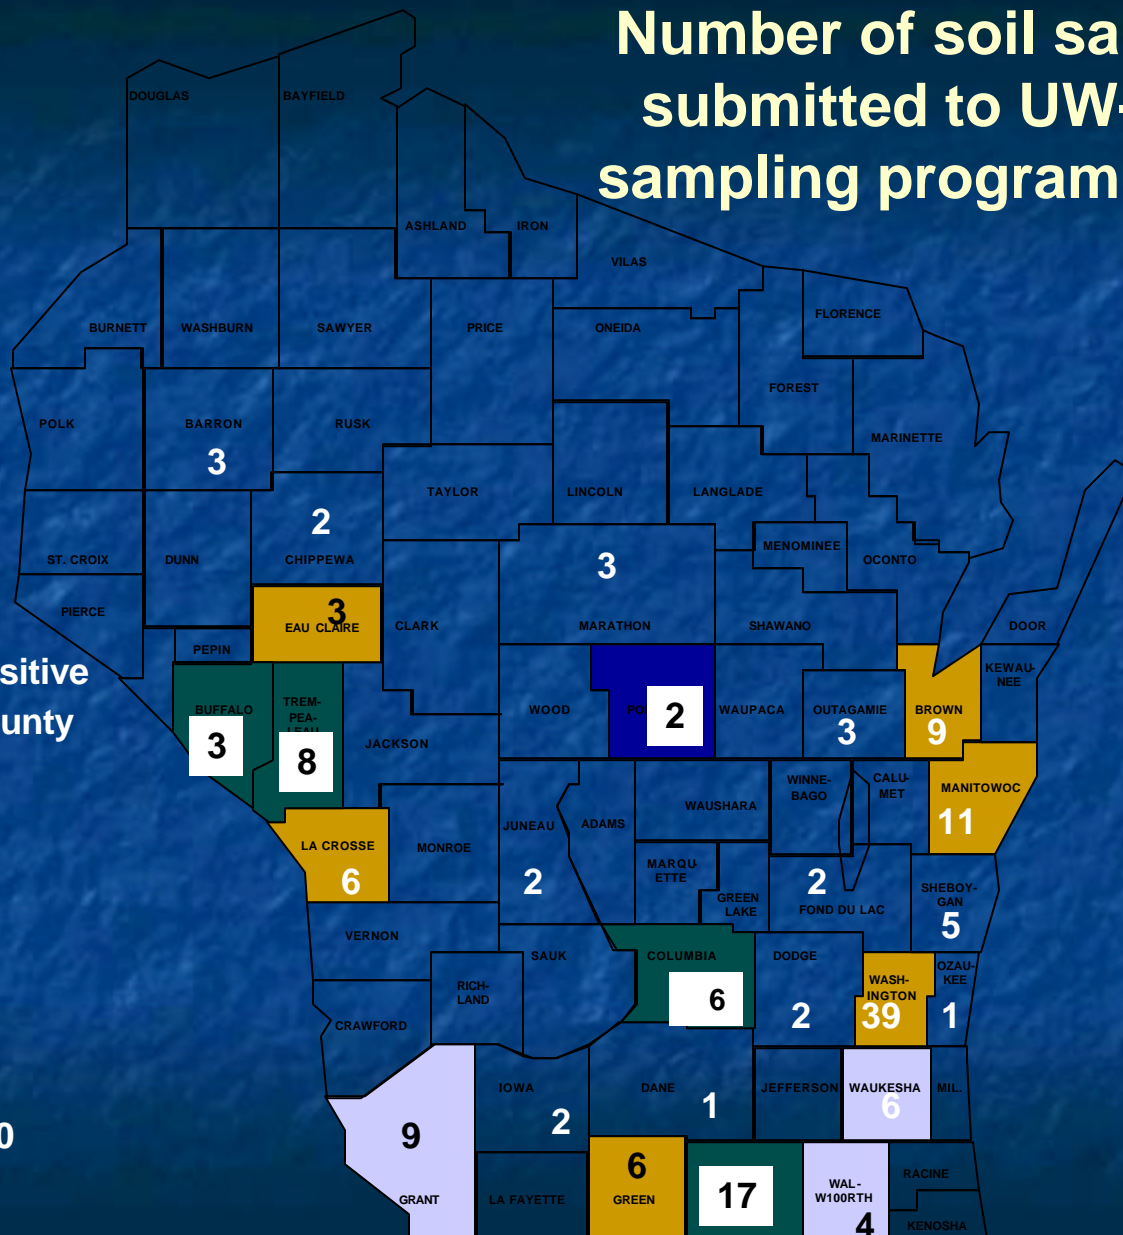 Number of soil sa
submitted to UW-
sampling program
DOUGLAS
BAYFIELD
ASHLAND
IRON
VILAS
FLORENCE
BURNETT
WASHBURN
SAWYER
PRICE
ONEIDA
FOREST
MARINETTE
POLK
BARRON
3
RUSK
TAYLOR
LINCOLN
LANGLADE
2
CHIPPEWA
ST. CROIX
DUNN
MENOMINEE
OCONTO
3
MARATHON
PIERCE
3
EAU CLAIRE
CLARK
SHAWANO
DOOR
PEPIN
KEWAU-
NEE
sitive
unty
BUFFALO
3
TREM-
PEA-
LEAU
8
JACKSON
WOOD
2
WAUPACA
OUTAGAMIE
3
BROWN
9
WINNE-
BAGO
CALU-
MET
MANITOWOC
11
WAUSHARA
JUNEAU
2
ADAMS
LA CROSSE
6
MONROE
MARQU-
ETTE
GREEN
LAKE
2
FOND DU LAC
SHEBOY-
GAN
5
VERNON
SAUK
COLUMBIA
6
DODGE
2
WASH-
INGTON
39
OZAU-
KEE
1
RICH-
LAND
CRAWFORD
IOWA
2
DANE
1
JEFFERSON
WAUKESHA
6
MIL.
0
9
GRANT
LA FAYETTE
6
GREEN
17
WAL-
W100RTH
4
RACINE
KENOSHA